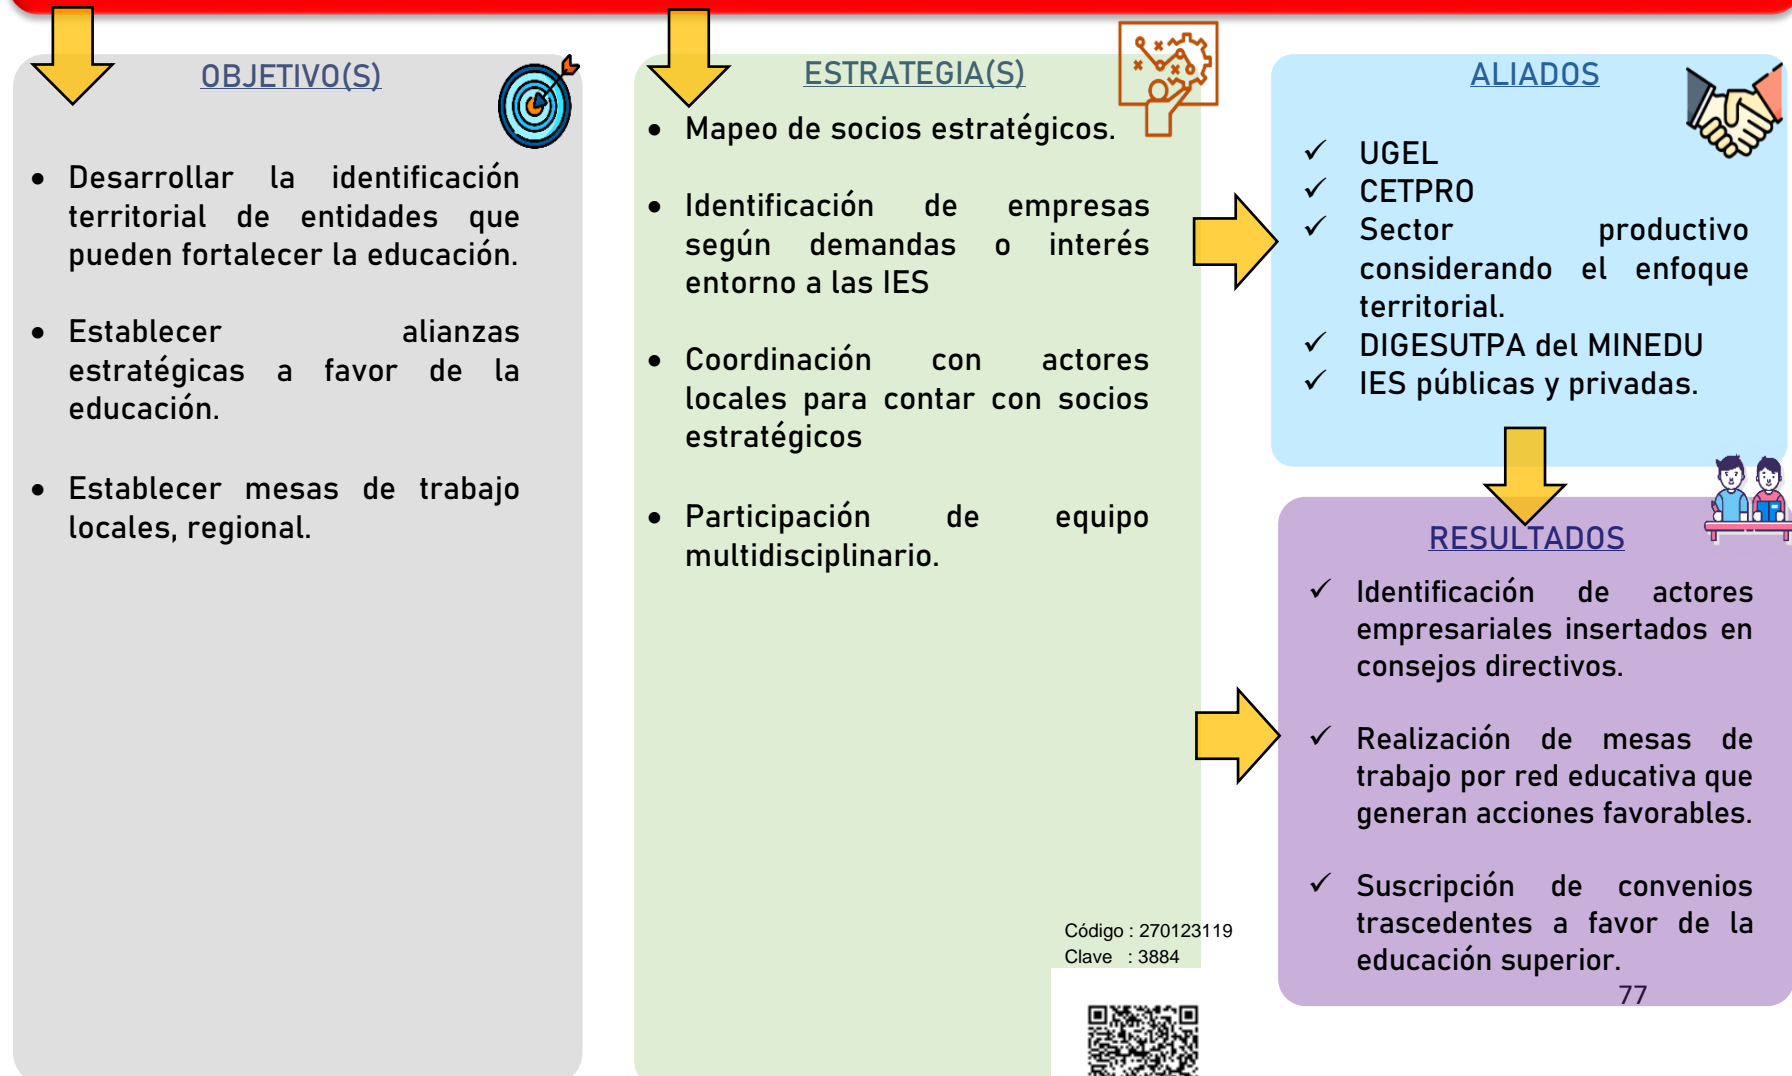 OBJETIVO(S)
• Desarrollar la identificación
territorial de entidades que
pueden fortalecer la educación.
• Establecer alianzas
estratégicas a favor de la
educación.
• Establecer mesas de trabajo
locales, regional.
ESTRATEGIA(S)
• Mapeo de socios estratégicos.
• Identificación de empresas
según demandas o interés
entorno a las IES
• Coordinación con actores
locales para contar con socios
estratégicos
• Participación de equipo
multidisciplinario.
ALIADOS
✓ UGEL
✓ CETPRO
✓ Sector productivo
considerando el enfoque
territorial.
✓ DIGESUTPA del MINEDU
✓ IES públicas y privadas.
RESULTADOS
✓ Identificación de actores
empresariales insertados en
consejos directivos.
✓ Realización de mesas de
trabajo por red educativa que
generan acciones favorables.
✓ Suscripción de convenios
trascedentes a favor de la
educación superior.
77
Código : 270123119
Clave : 3884